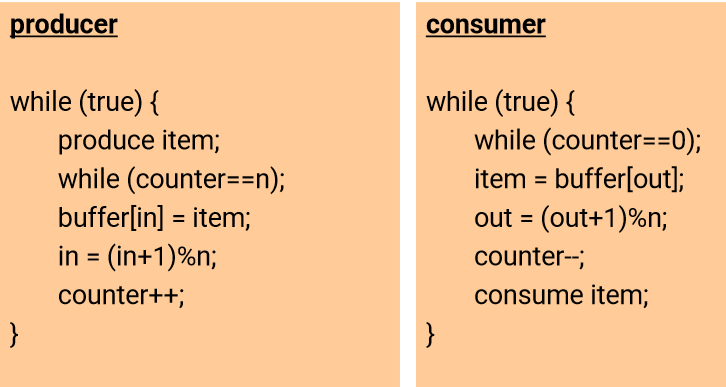 producer
while (true) {
produce item;
while (counter==n);
buffer[in] = item;
in = (in+1)%n;
counter++;
}
consumer
while (true) {
while (counter==0);
item = buffer[out];
out = (out+1)%n;
counter--;
consume item;
}